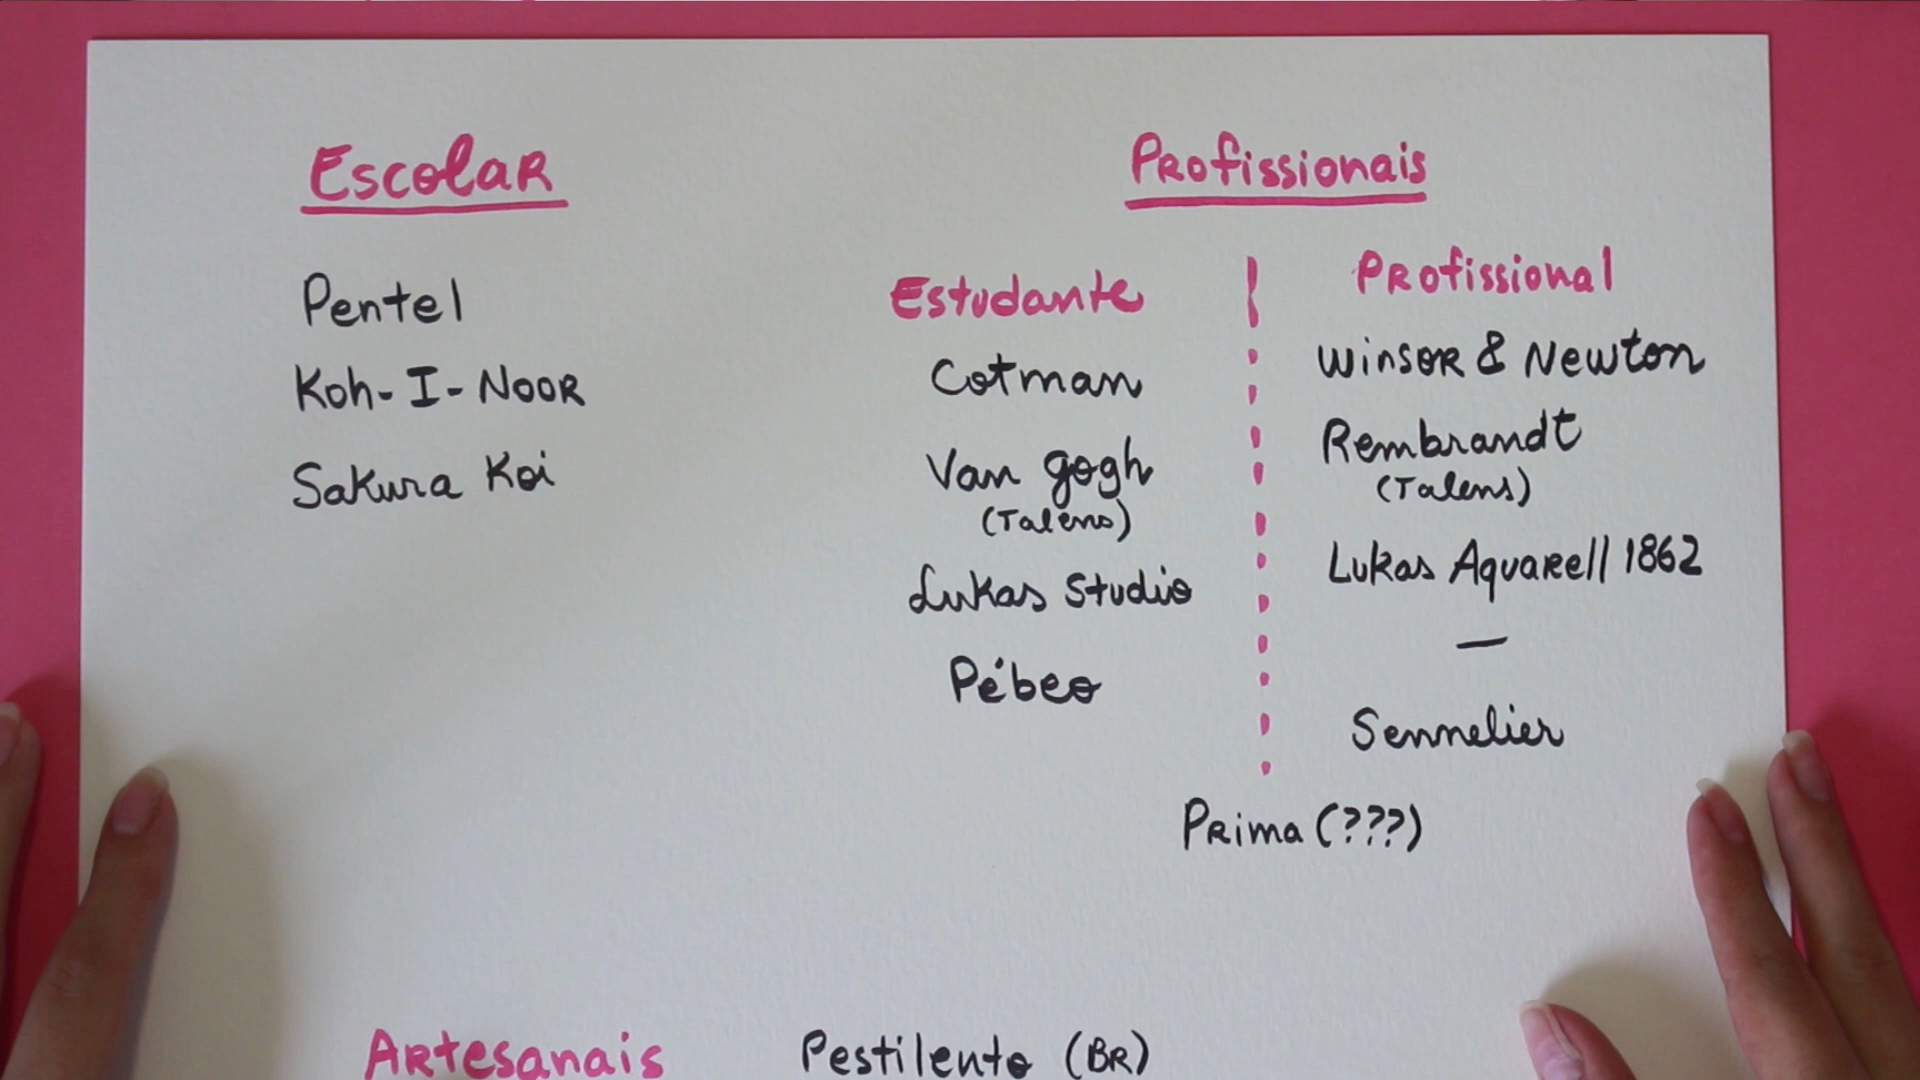 Escolar
Pentel
Koh-I-Noor
Sakura Koi
Profissionais
Estudante
Cotman
Van gogh
(Talens)
Lukas Studio
Pébeo
Profissional
Winsor & Newton
Rembrandt
(Talens)
Lukas Aquarell 1862
—
Sennelier
Prima (???)
Artesanais
Pestilento (BR)